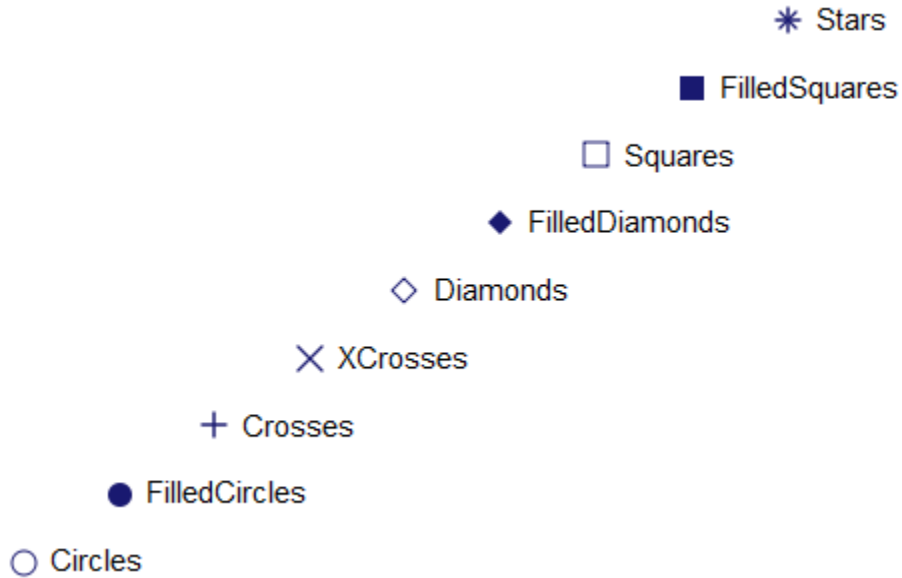 Stars
FilledSquares
Squares
FilledDiamonds
Diamonds
XCrosses
Crosses
FilledCircles
Circles